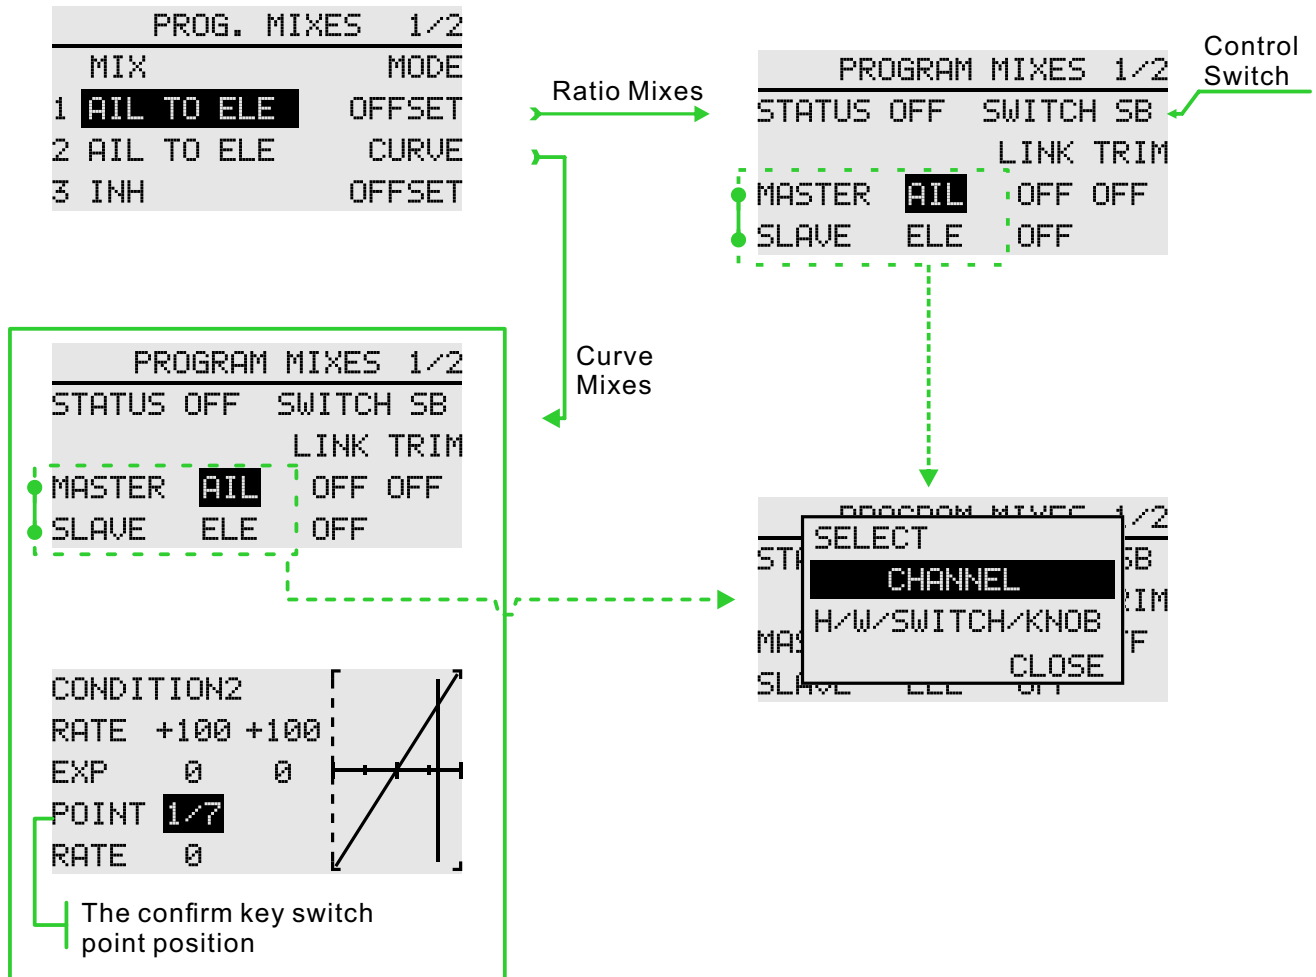 PROG. MIXES 1/2
MIX MODE
1 AIL TO ELE OFFSET
2 AIL TO ELE CURVE
3 INH OFFSET
Ratio Mixes
Control
Switch
PROGRAM MIXES 1/2
STATUS OFF SWITCH SB
LINK TRIM
MASTER AIL OFF OFF
SLAVE ELE OFF
Curve
Mixes
PROGRAM MIXES 1/2
STATUS OFF SWITCH SB
LINK TRIM
MASTER AIL OFF OFF
SLAVE ELE OFF
PROGRAM MIXES 1/2
SELECT
CHANNEL
H/W/SWITCH/KNOB
CLOSE
CONDITION2
RATE +100 +100
EXP 0 0
POINT 1/7
RATE 0
The confirm key switch
point position